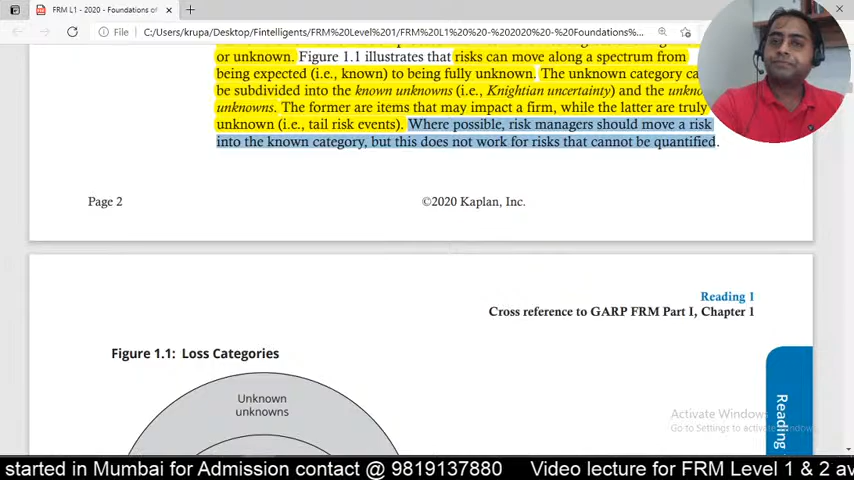 FRM L1 - 2020 - Foundations of
File
C:/Users/krupa/Desktop/Fintelligents/FRM%20Level%201/FRM%20L1%20-%202020%20-%20Foundations%...
or unknown. Figure 1.1 illustrates that risks can move along a spectrum from
being expected (i.e., known) to being fully unknown. The unknown category ca
be subdivided into the known unknowns (i.e., Knightian uncertainty) and the unkno
unknowns. The former are items that may impact a firm, while the latter are truly
unknown (i.e., tail risk events). Where possible, risk managers should move a risk
into the known category, but this does not work for risks that cannot be quantified.
Page 2
©2020 Kaplan, Inc.
Reading 1
Cross reference to GARP FRM Part I, Chapter 1
Figure 1.1: Loss Categories
Unknown
unknowns
Reading
Activate Windows
Go to Settings to activate Windows.
started in Mumbai for Admission contact @ 9819137880 Video lecture for FRM Level 1 & 2 av